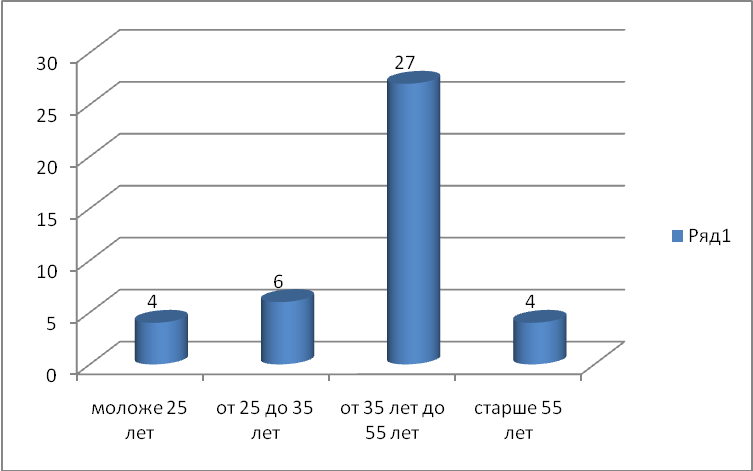 30
25
20
15
10
5
0
4
6
27
4
моложе 25
лет
от 25 до 35
лет
от 35 лет до
55 лет
старше 55
лет
Ряд1